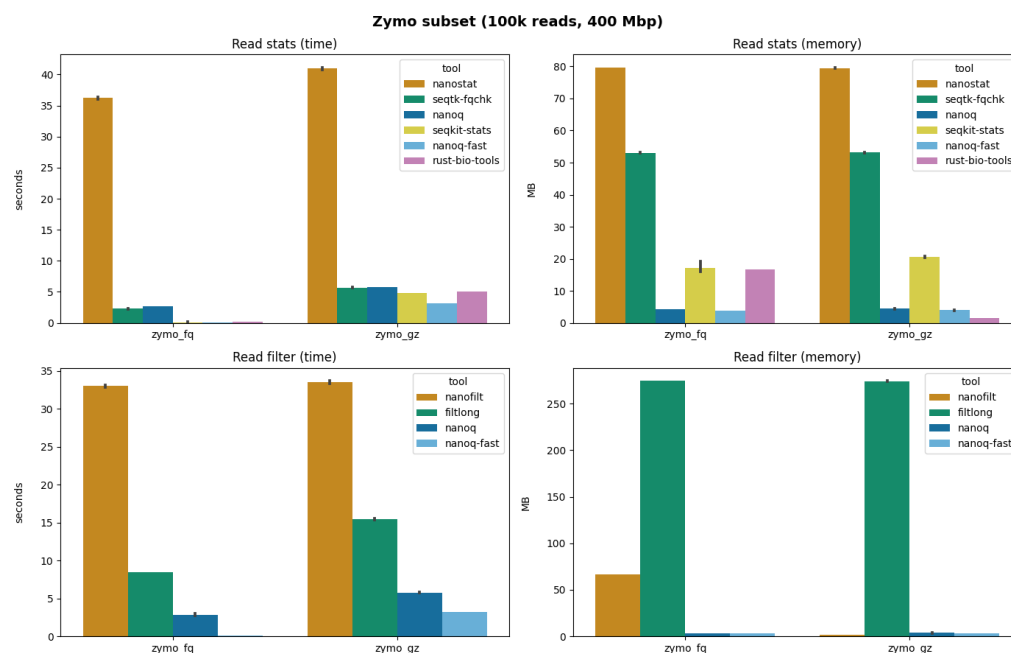 Zymo subset (100k reads, 400 Mbp)
Read stats (time)
seconds
0
5
10
15
20
25
30
35
40
zymo_fq
zymo_gz
tool
nanostat
seqtk-fqchk
nanoq
seqkit-stats
nanoq-fast
rust-bio-tools
Read stats (memory)
MB
0
10
20
30
40
50
60
70
80
zymo_fq
zymo_gz
tool
nanostat
seqtk-fqchk
nanoq
seqkit-stats
nanoq-fast
rust-bio-tools
Read filter (time)
seconds
0
5
10
15
20
25
30
35
zymo_fq
zymo_gz
tool
nanofilt
filtlong
nanoq
nanoq-fast
Read filter (memory)
MB
0
50
100
150
200
250
zymo_fq
zymo_gz
tool
nanofilt
filtlong
nanoq
nanoq-fast